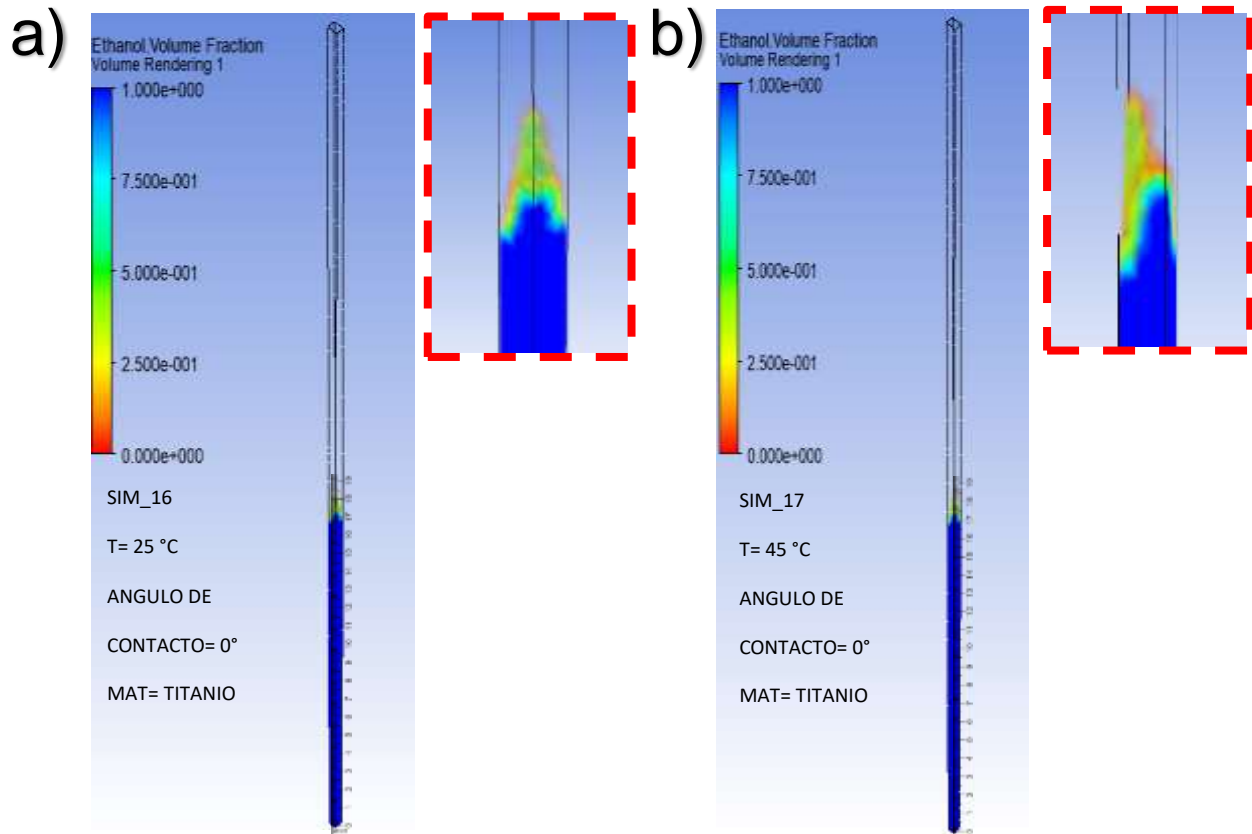 a)
Ethanol.Volume Fraction
Volume Rendering 1
1.000e+000
7.500e-001
5.000e-001
2.500e-001
0.000e+000
SIM_16
T= 25 °C
ANGULO DE
CONTACTO= 0°
MAT= TITANIO
b)
Ethanol.Volume Fraction
Volume Rendering 1
1.000e+000
7.500e-001
5.000e-001
2.500e-001
0.000e+000
SIM_17
T= 45 °C
ANGULO DE
CONTACTO= 0°
MAT= TITANIO